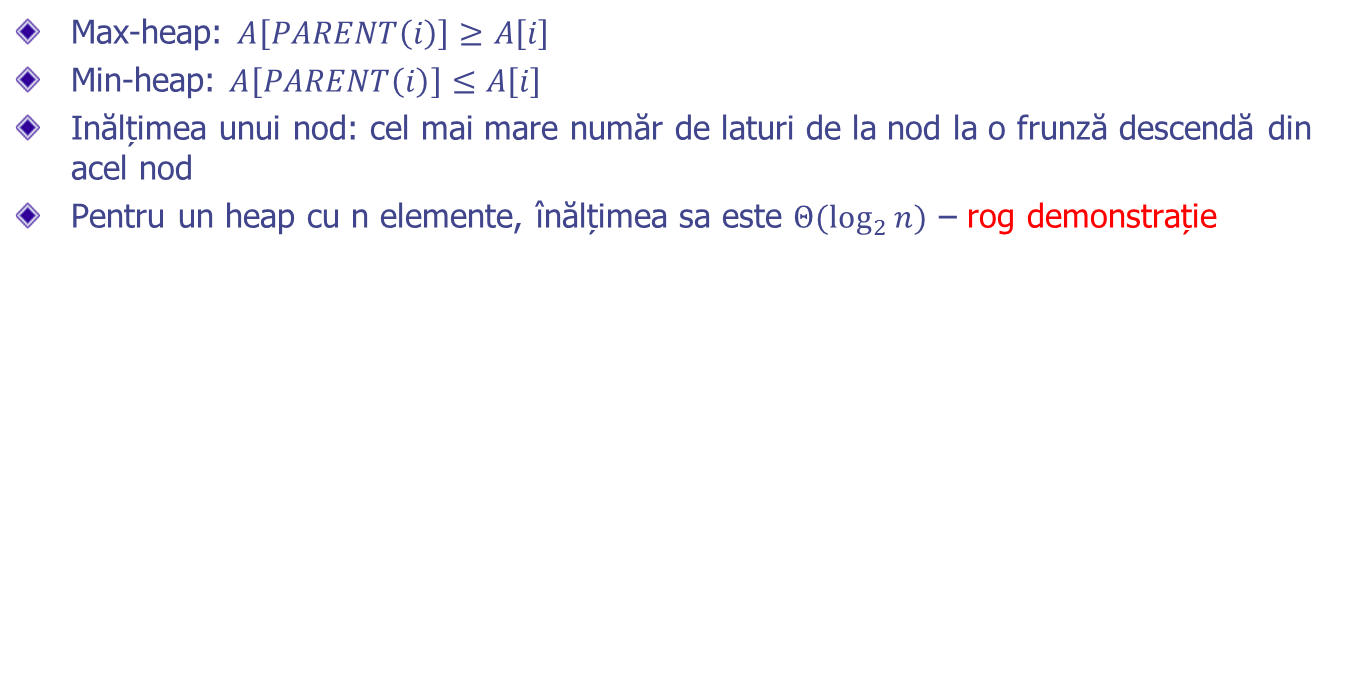 Max-heap: A[PARENT(i)] ≥ A[i]
Min-heap: A[PARENT(i)] ≤ A[i]
Inălțimea unui nod: cel mai mare număr de laturi de la nod la o frunză descendă din
acel nod
Pentru un heap cu n elemente, înălțimea sa este Θ(log₂ n) – rog demonstrație